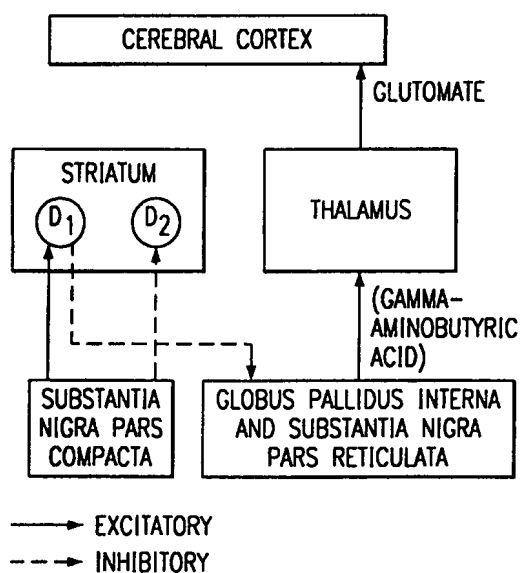 CEREBRAL CORTEX
GLUTOMATE
STRIATUM
D1
D2
THALAMUS
(GAMMA-
AMINOBUTYRIC
ACID)
SUBSTANTIA
NIGRA PARS
COMPACTA
GLOBUS PALLIDUS INTERNA
AND SUBSTANTIA NIGRA
PARS RETICULATA
EXCITATORY
INHIBITORY